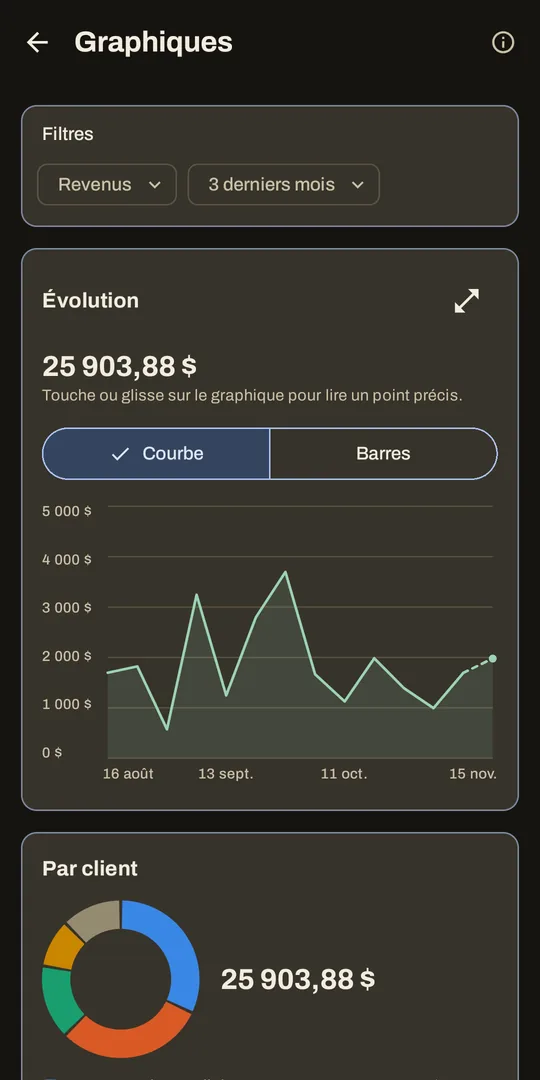 Graphiques
Filtres
Revenus
3 derniers mois
Évolution
25 903,88 $
Touche ou glisse sur le graphique pour lire un point précis.
Courbe
Barres
5 000 $
4 000 $
3 000 $
2 000 $
1 000 $
0 $
16 août
13 sept.
11 oct.
15 nov.
Par client
25 903,88 $